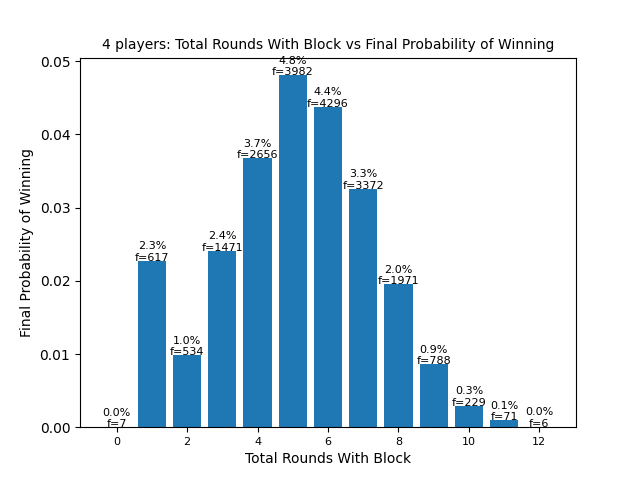 4 players: Total Rounds With Block vs Final Probability of Winning
Final Probability of Winning
0.05
0.04
0.03
0.02
0.01
0.00
0.0%
f=7
2.3%
f=617
1.0%
f=534
2.4%
f=1471
3.7%
f=2656
4.8%
f=3982
4.4%
f=4296
3.3%
f=3372
2.0%
f=1971
0.9%
f=788
0.3%
f=229
0.1%
f=71
0.0%
f=6
0 2 4 6 8 10 12
Total Rounds With Block